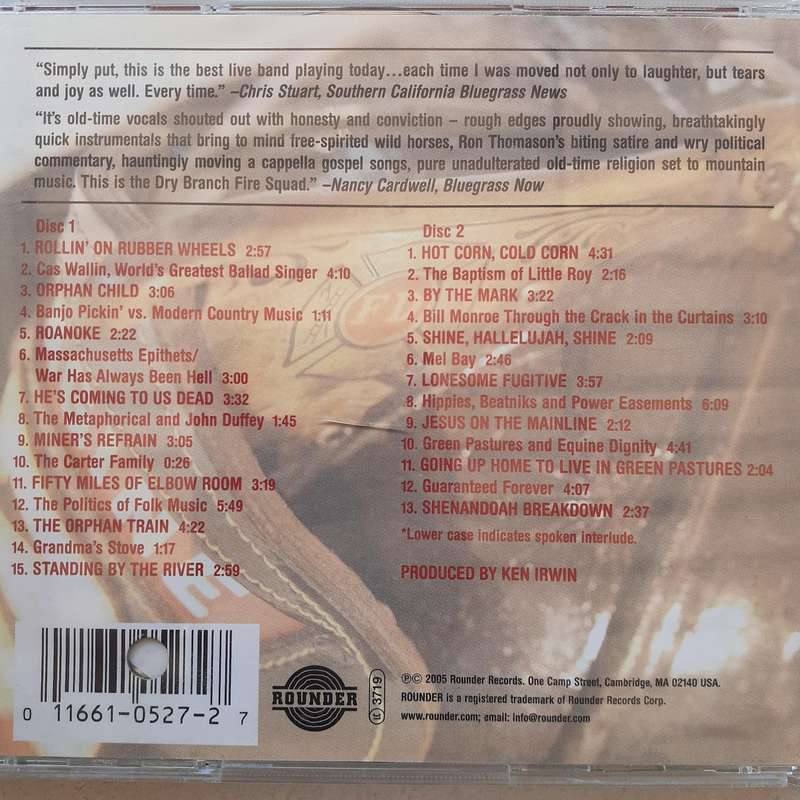 “Simply put, this is the best live band playing today…each time I was moved not only to laughter, but tears
and joy as well. Every time.” –Chris Stuart, Southern California Bluegrass News
“It’s old-time vocals shouted out with honesty and conviction – rough edges proudly showing, breathtakingly
quick instrumentals that bring to mind free-spirited wild horses, Ron Thomason’s biting satire and wry political
commentary, hauntingly moving a cappella gospel songs, pure unadulterated old-time religion set to mountain
music. This is the Dry Branch Fire Squad.” –Nancy Cardwell, Bluegrass Now
Disc 1
1. ROLLIN’ ON RUBBER WHEELS 2:57
2. Cas Wallin, World’s Greatest Ballad Singer 4:10
3. ORPHAN CHILD 3:06
4. Banjo Pickin’ vs. Modern Country Music 1:11
5. ROANOKE 2:22
6. Massachusetts Epithets/
War Has Always Been Hell 3:00
7. HE’S COMING TO US DEAD 3:32
8. The Metaphorical and John Duffey 1:45
9. MINER’S REFRAIN 3:05
10. The Carter Family 0:26
11. FIFTY MILES OF ELBOW ROOM 3:19
12. The Politics of Folk Music 5:49
13. THE ORPHAN TRAIN 4:22
14. Grandma’s Stove 1:17
15. STANDING BY THE RIVER 2:59
Disc 2
1. HOT CORN, COLD CORN 4:31
2. The Baptism of Little Roy 2:16
3. BY THE MARK 3:22
4. Bill Monroe Through the Crack in the Curtains 3:10
5. SHINE, HALLELUJAH, SHINE 2:09
6. Mel Bay 2:46
7. LONESOME FUGITIVE 3:57
8. Hippies, Beatniks and Power Easements 6:09
9. JESUS ON THE MAINLINE 2:12
10. Green Pastures and Equine Dignity 4:41
11. GOING UP HOME TO LIVE IN GREEN PASTURES 2:04
12. Guaranteed Forever 4:07
13. SHENANDOAH BREAKDOWN 2:37
*Lower case indicates spoken interlude.
PRODUCED BY KEN IRWIN
0 11661-0527-2 7
ROUNDER
3719
℗© 2005 Rounder Records. One Camp Street, Cambridge, MA 02140 USA.
ROUNDER is a registered trademark of Rounder Records Corp.
www.rounder.com; email: info@rounder.com